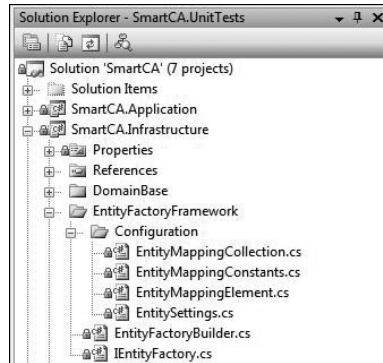 Solution Explorer - SmartCA.UnitTests
Solution 'SmartCA' (7 projects)
Solution Items
SmartCA.Application
SmartCA.Infrastructure
Properties
References
DomainBase
EntityFactoryFramework
Configuration
EntityMappingCollection.cs
EntityMappingConstants.cs
EntityMappingElement.cs
EntitySettings.cs
EntityFactoryBuilder.cs
IEntityFactory.cs